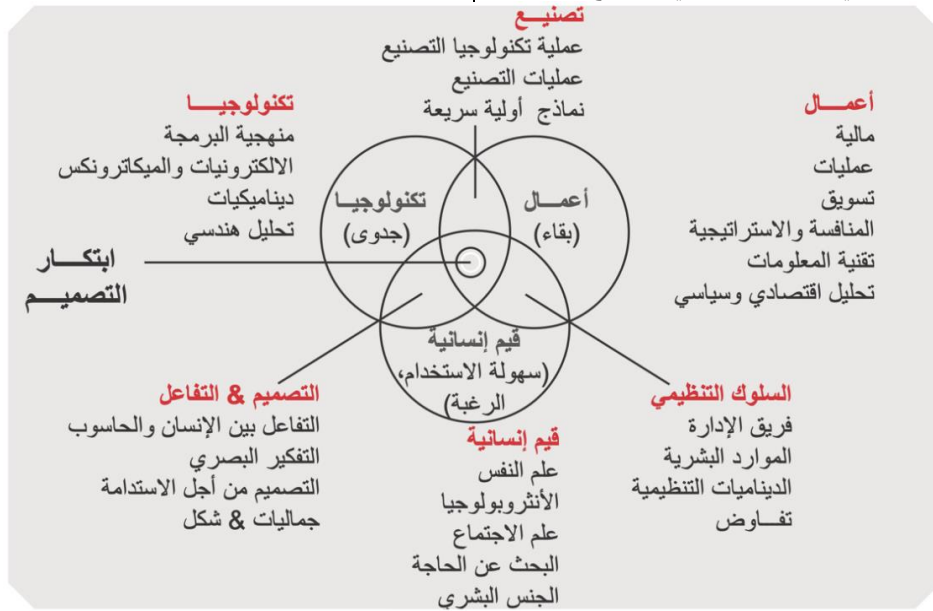 تصنيع
عملية تكنولوجيا التصنيع
عمليات التصنيع
نماذج أولية سريعة
أعمال
مالية
عمليات
تسويق
المنافسة والاستراتيجية
تقنية المعلومات
تحليل اقتصادي وسياسي
تكنولوجيا
منهجية البرمجة
الالكترونيات والميكاترونكس
ديناميكيات
تحليل هندسي
أعمال
(بقاء)
تكنولوجيا
(جدوى)
ابتكار
التصميم
قيم إنسانية
(سهولة الاستخدام،
الرغبة)
السلوك التنظيمي
فريق الإدارة
الموارد البشرية
الديناميات التنظيمية
تفاوض
قيم إنسانية
علم النفس
الأنثروبولوجيا
علم الاجتماع
البحث عن الحاجة
الجنس البشري
التصميم & التفاعل
التفاعل بين الإنسان والحاسوب
التفكير البصري
التصميم من أجل الاستدامة
جماليات & شكل